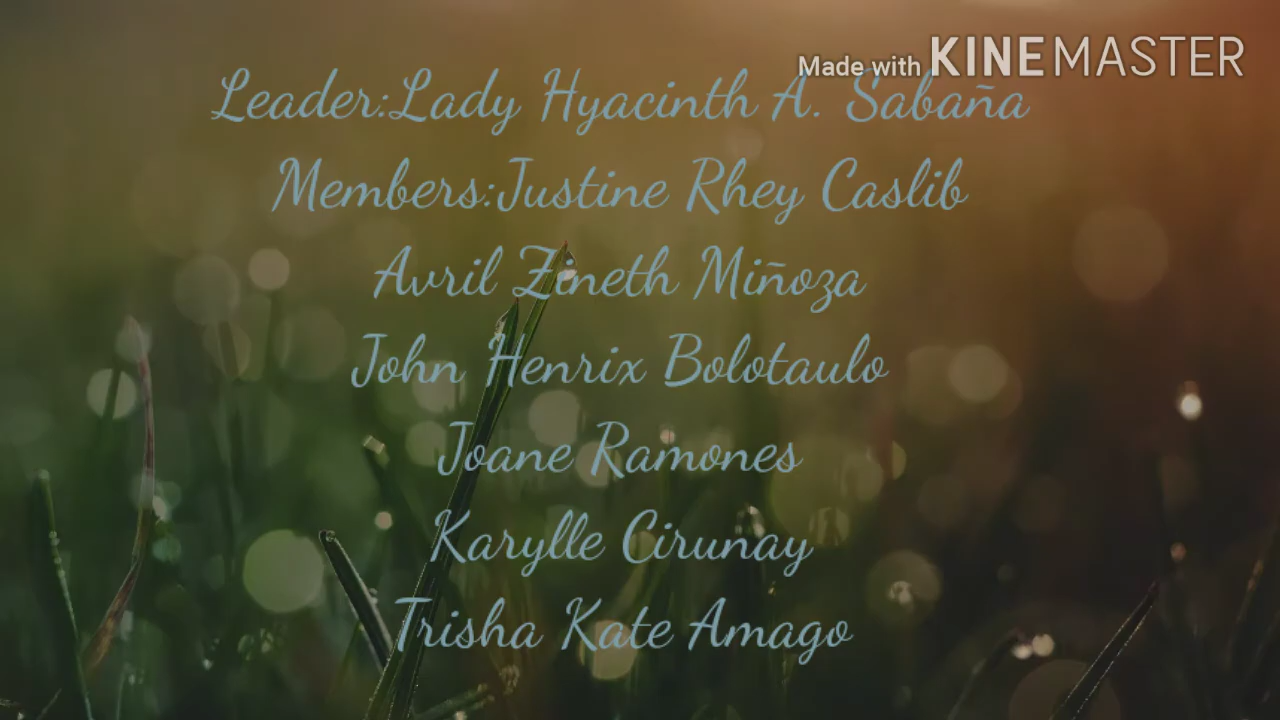 Made with KINEMASTER
Leader:Lady Hyacinth A. Sabaña
Members:Justine Rhey Caslib
Avril Zineth Miñoza
John Henrix Bolotaulo
Joane Ramones
Karylle Cirunay
Trisha Kate Amago